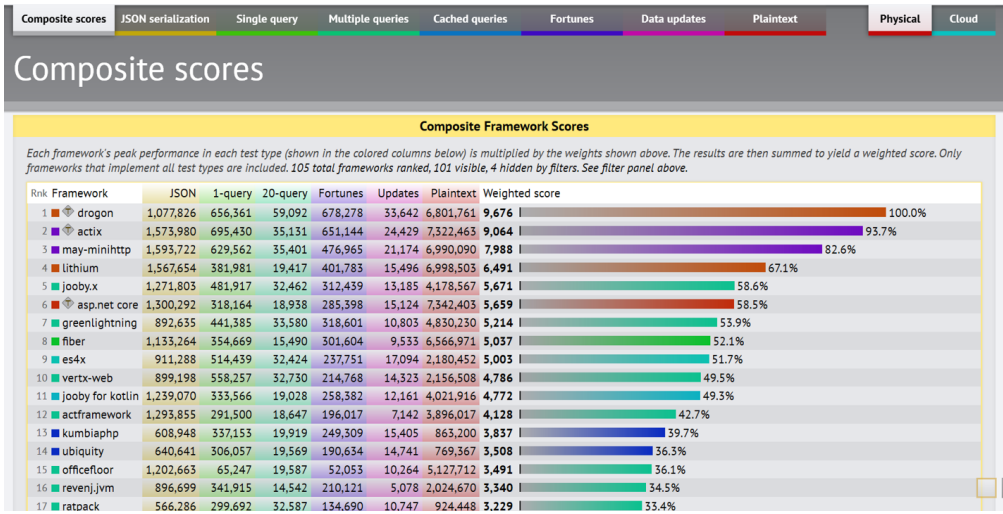 Composite scores JSON serialization Single query Multiple queries Cached queries Fortunes Data updates Plaintext Physical Cloud
Composite scores
Composite Framework Scores
Each framework's peak performance in each test type (shown in the colored columns below) is multiplied by the weights shown above. The results are then summed to yield a weighted score. Only
frameworks that implement all test types are included. 105 total frameworks ranked, 101 visible, 4 hidden by filters. See filter panel above.
Rnk Framework JSON 1-query 20-query Fortunes Updates Plaintext Weighted score
1 drogon 1,077,826 656,361 59,092 678,278 33,642 6,801,761 9,676 100.0%
2 actix 1,573,980 695,430 35,131 651,144 24,429 7,322,463 9,064 93.7%
3 may-minihttp 1,593,722 629,562 35,401 476,965 21,174 6,990,090 7,988 82.6%
4 lithium 1,567,654 381,981 19,417 401,783 15,496 6,998,503 6,491 67.1%
5 jooby.x 1,271,803 481,917 32,462 312,439 13,185 4,178,567 5,671 58.6%
6 asp.net core 1,300,292 318,164 18,938 285,398 15,124 7,342,403 5,659 58.5%
7 greenlightning 892,635 441,385 33,580 318,601 10,803 4,830,230 5,214 53.9%
8 fiber 1,133,264 354,669 15,490 301,604 9,533 6,566,971 5,037 52.1%
9 es4x 911,288 514,439 32,424 237,751 17,094 2,180,452 5,003 51.7%
10 vertx-web 899,198 558,257 32,730 214,768 14,323 2,156,508 4,786 49.5%
11 jooby for kotlin 1,239,070 333,566 19,028 258,382 12,161 4,021,916 4,772 49.3%
12 actframework 1,293,855 291,500 18,647 196,017 7,142 3,896,017 4,128 42.7%
13 kumbiaphp 608,948 337,153 19,919 249,309 15,405 863,200 3,837 39.7%
14 ubiquity 640,641 306,057 19,569 190,634 14,741 769,367 3,508 36.3%
15 officefloor 1,202,663 65,247 19,587 52,053 10,264 5,127,712 3,491 36.1%
16 revenj.jvm 896,699 341,915 14,542 210,121 5,078 2,024,670 3,340 34.5%
17 ratpack 566,286 299,692 32,587 134,690 10,747 924,448 3,229 33.4%